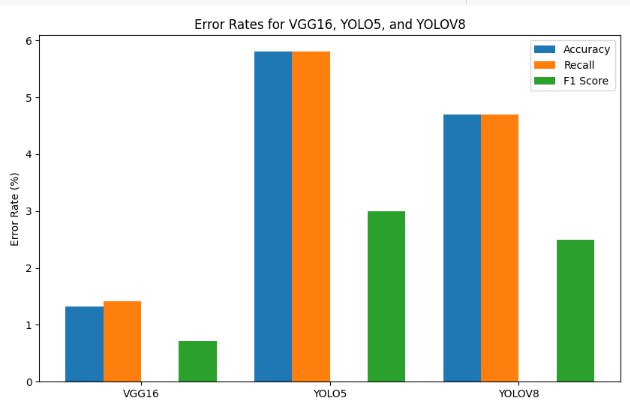 Error Rates for VGG16, YOLO5, and YOLOV8
Accuracy
Recall
F1 Score
Error Rate (%)
6
5
4
3
2
1
0
VGG16
YOLO5
YOLOV8